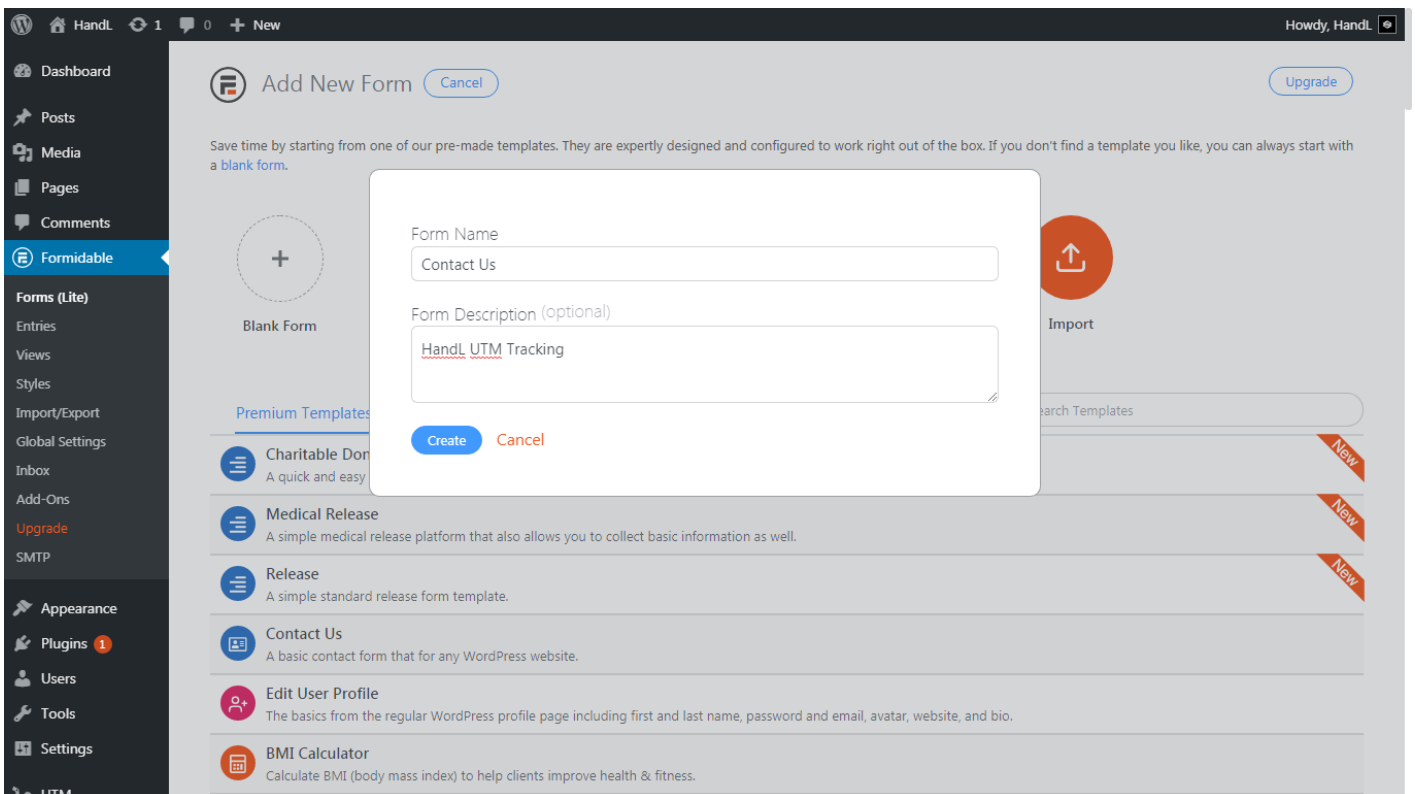 HandL 1 0 New Howdy, HandL
Dashboard
Posts
Media
Pages
Comments
Formidable
Forms (Lite)
Entries
Views
Styles
Import/Export
Global Settings
Inbox
Add-Ons
Upgrade
SMTP
Appearance
Plugins 1
Users
Tools
Settings
UTM
Add New Form Cancel Upgrade
Save time by starting from one of our pre-made templates. They are expertly designed and configured to work right out of the box. If you don't find a template you like, you can always start with
a blank form.
Blank Form
Import
Form Name
Contact Us
Form Description (optional)
HandL UTM Tracking
Create Cancel
Premium Templates
earch Templates
Charitable Don
A quick and easy
New
Medical Release
A simple medical release platform that also allows you to collect basic information as well.
New
Release
A simple standard release form template.
New
Contact Us
A basic contact form that for any WordPress website.
Edit User Profile
The basics from the regular WordPress profile page including first and last name, password and email, avatar, website, and bio.
BMI Calculator
Calculate BMI (body mass index) to help clients improve health & fitness.